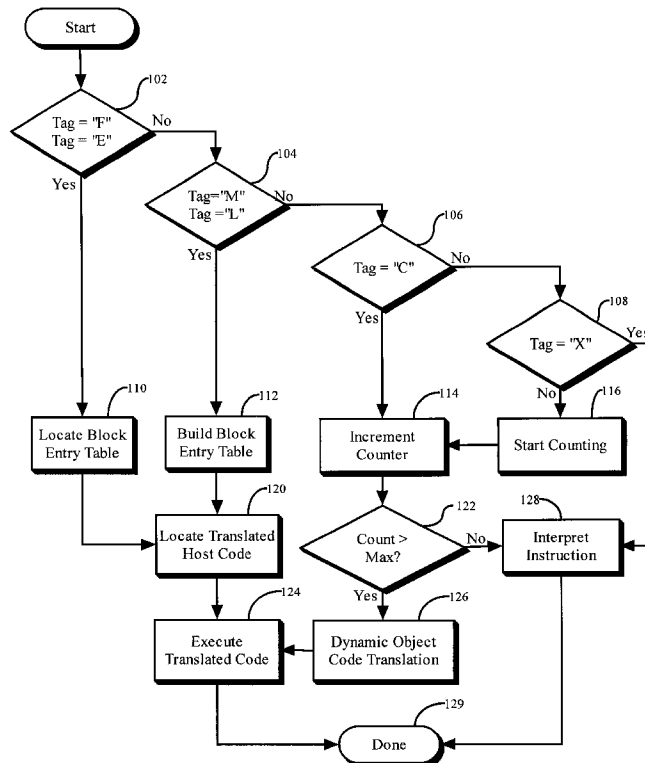 Start
102
Tag = "F"
Tag = "E"
No
Yes
104
Tag="M"
Tag ="L"
No
Yes
106
Tag = "C"
No
Yes
108
Tag = "X"
Yes
No
110
Locate Block
Entry Table
112
Build Block
Entry Table
114
Increment
Counter
116
Start Counting
120
Locate Translated
Host Code
122
Count >
Max?
No
Yes
128
Interpret
Instruction
124
Execute
Translated Code
126
Dynamic Object
Code Translation
129
Done